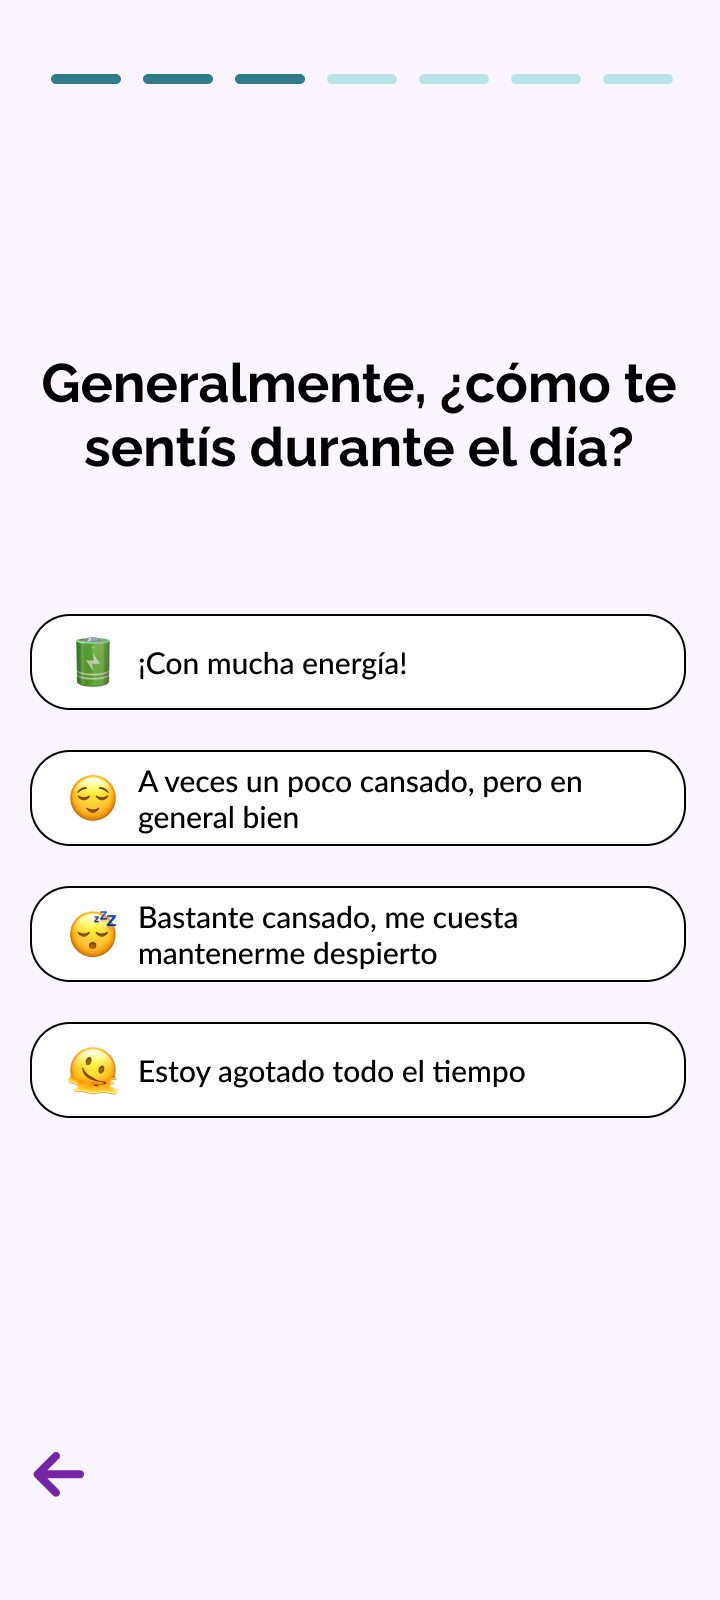 Generalmente, ¿cómo te
sentís durante el día?
¡Con mucha energía!
A veces un poco cansado, pero en
general bien
Bastante cansado, me cuesta
mantenerme despierto
Estoy agotado todo el tiempo